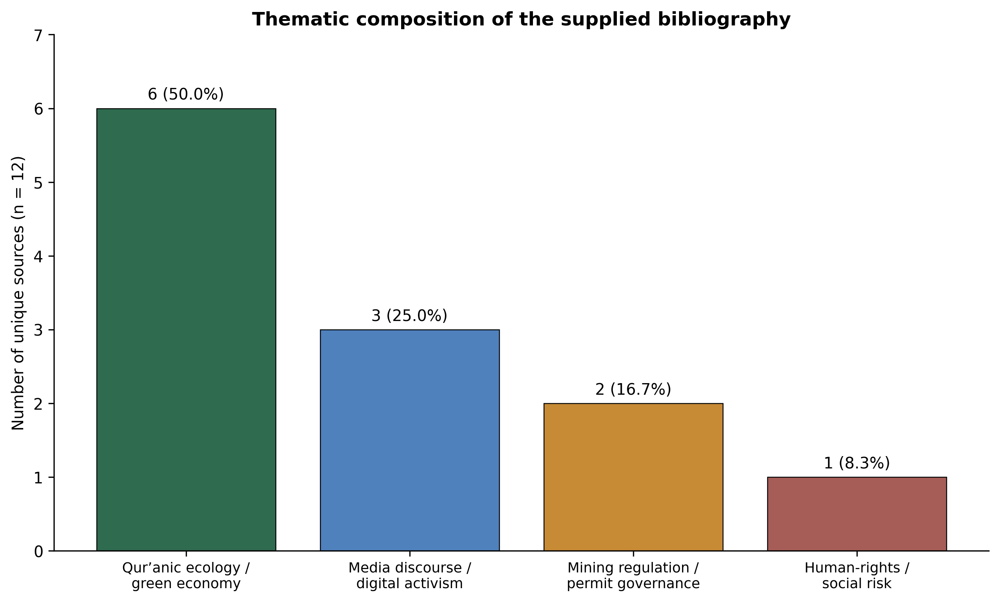 Thematic composition of the supplied bibliography
Number of unique sources (n = 12)
7
6
5
4
3
2
1
0
6 (50.0%)
3 (25.0%)
2 (16.7%)
1 (8.3%)
Qur’anic ecology /
green economy
Media discourse /
digital activism
Mining regulation /
permit governance
Human-rights /
social risk